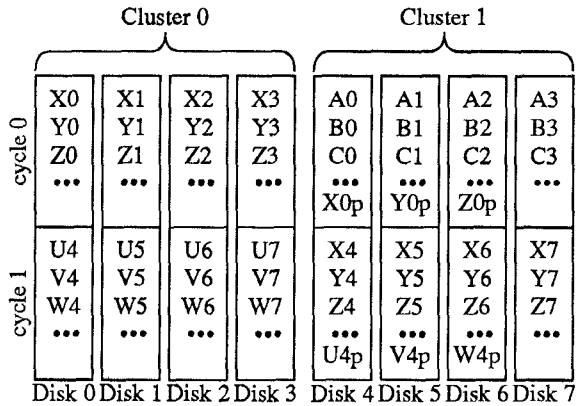 Cluster 0 Cluster 1
cycle 0
X0 X1 X2 X3 A0 A1 A2 A3
Y0 Y1 Y2 Y3 B0 B1 B2 B3
Z0 Z1 Z2 Z3 C0 C1 C2 C3
••• ••• ••• ••• ••• ••• ••• •••
X0p Y0p Z0p
cycle 1
U4 U5 U6 U7 X4 X5 X6 X7
V4 V5 V6 V7 Y4 Y5 Y6 Y7
W4 W5 W6 W7 Z4 Z5 Z6 Z7
••• ••• ••• ••• ••• ••• ••• •••
U4p V4p W4p
Disk 0 Disk 1 Disk 2 Disk 3 Disk 4 Disk 5 Disk 6 Disk 7